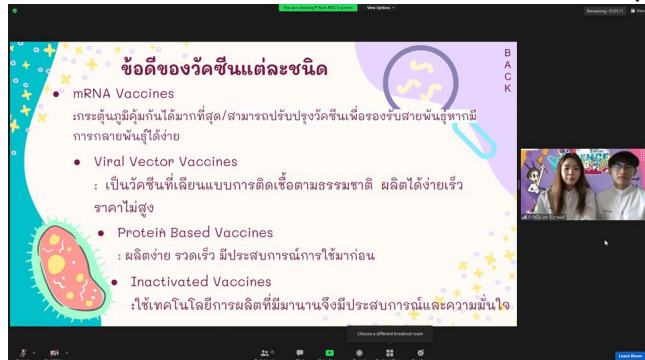 View Options
ข้อดีของวัคซีนแต่ละชนิด
B
A
C
K
mRNA Vaccines
:กระตุ้นภูมิคุ้มกันได้มากที่สุด/สามารถปรับปรุงวัคซีนเพื่อรองรับสายพันธุ์หากมี
การกลายพันธุ์ได้ง่าย
Viral Vector Vaccines
: เป็นวัคซีนที่เลียนแบบการติดเชื้อตามธรรมชาติ ผลิตได้ง่ายเร็ว
ราคาไม่สูง
Protein Based Vaccines
: ผลิตง่าย รวดเร็ว มีประสบการณ์การใช้มาก่อน
Inactivated Vaccines
:ใช้เทคโนโลยีการผลิตที่มีมานานจึงมีประสบการณ์และความมั่นใจ
Choose a different breakout room
Leave Room